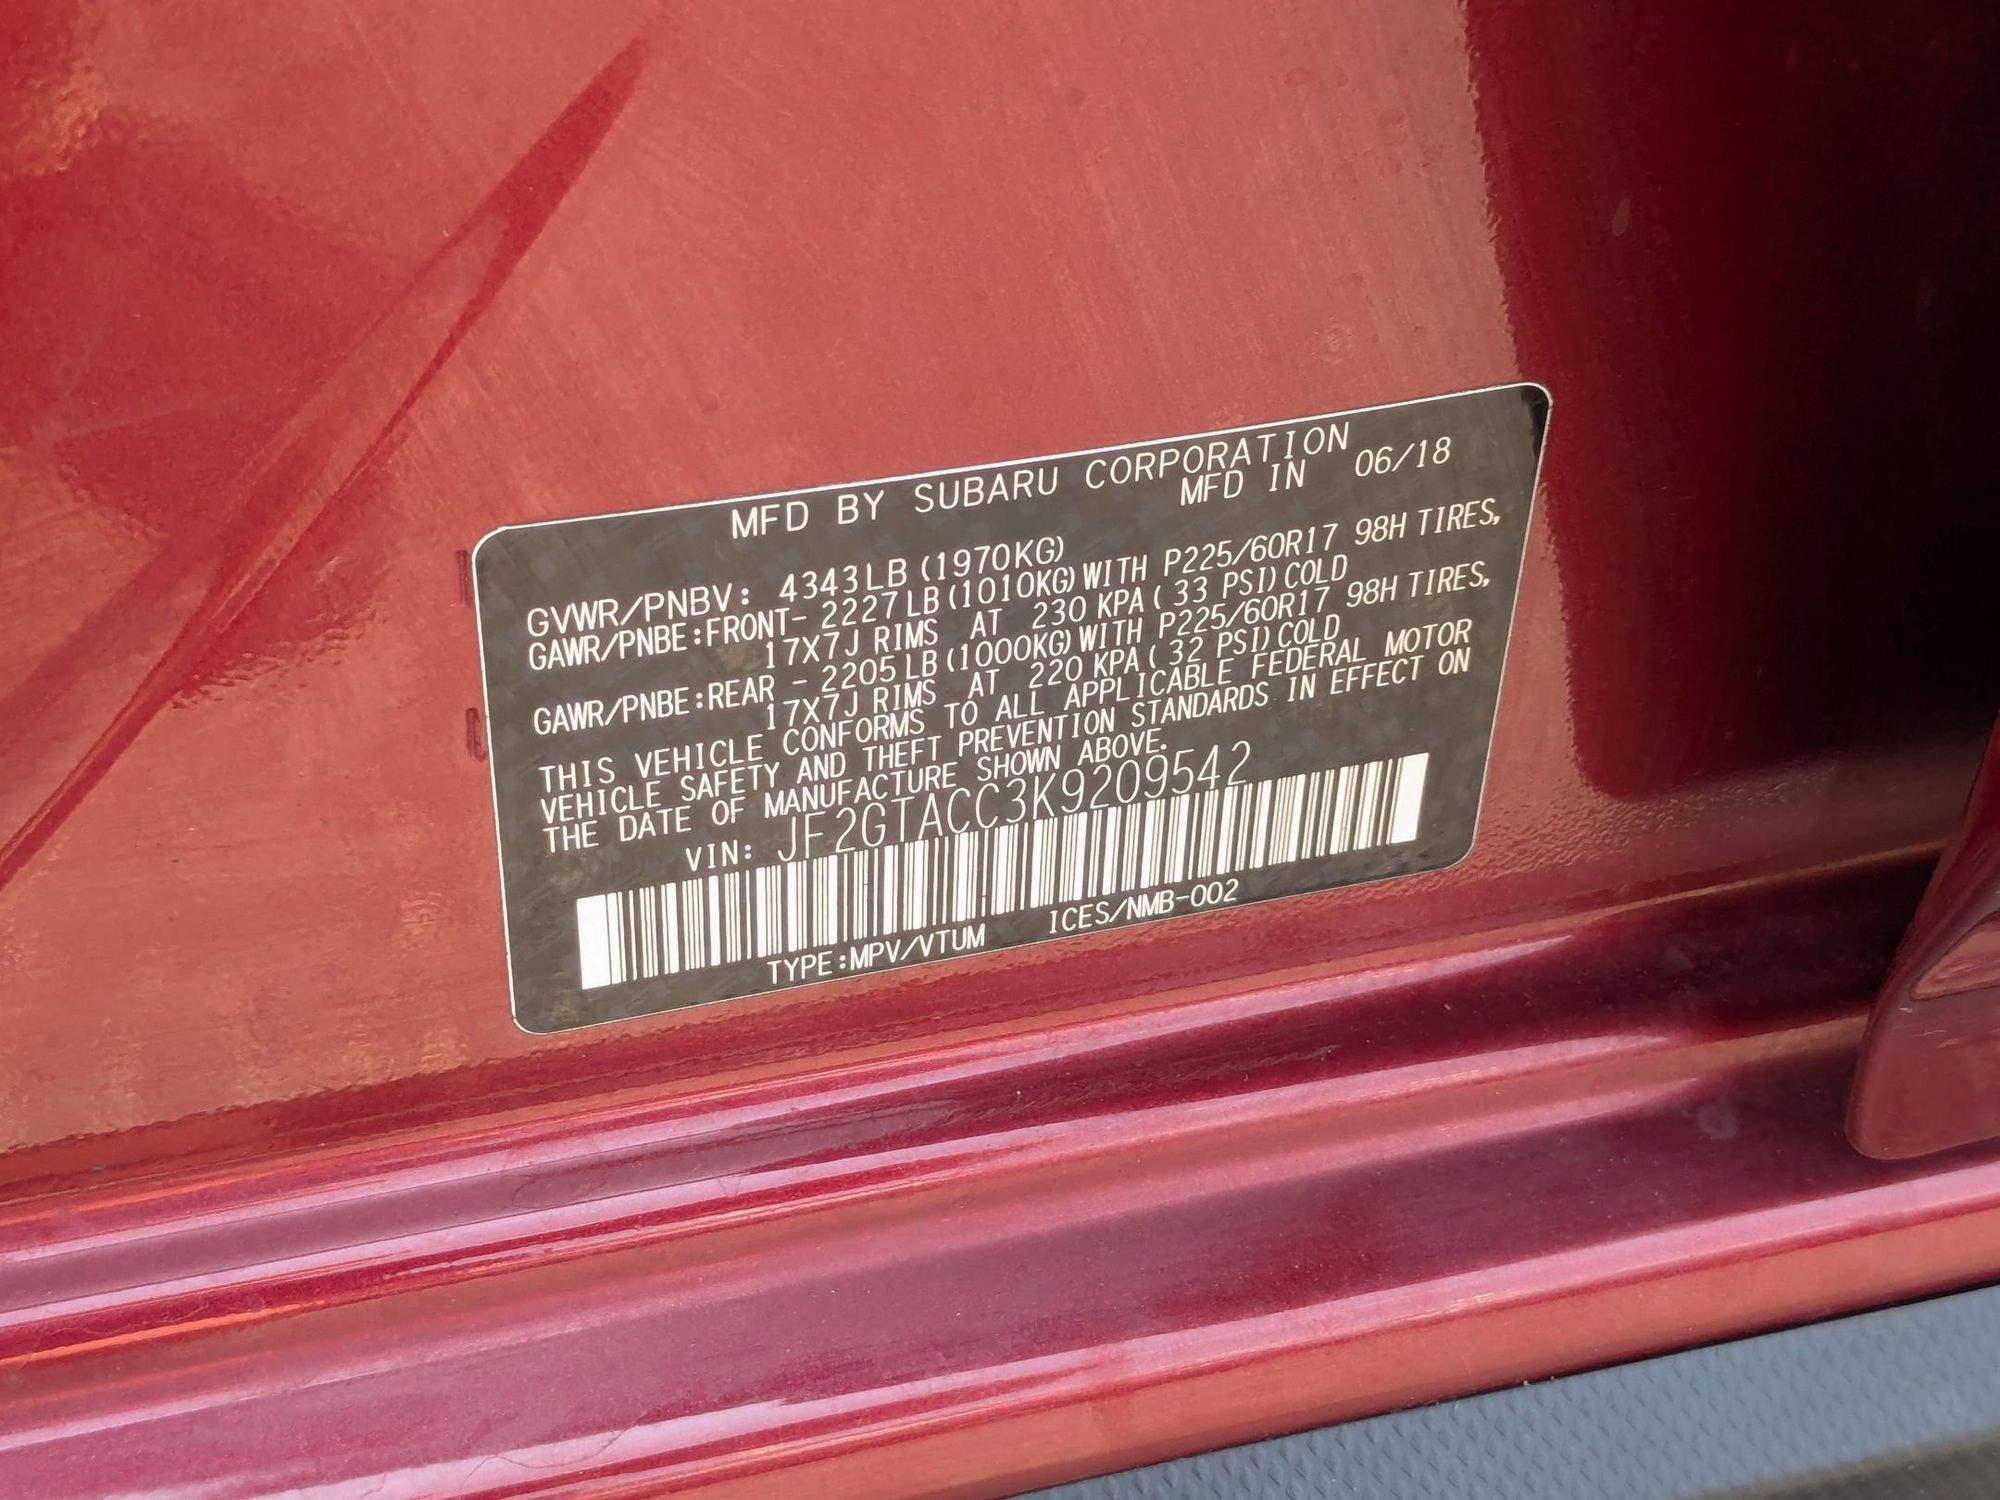 MFD BY SUBARU CORPORATION
MFD IN 06/18
GVWR/PNBV: 4343LB (1970KG)
GAWR/PNBE:FRONT- 2227LB(1010KG)WITH P225/60R17 98H TIRES,
17X7J RIMS AT 230 KPA( 33 PSI)COLD
GAWR/PNBE:REAR - 2205LB(1000KG)WITH P225/60R17 98H TIRES,
17X7J RIMS AT 220 KPA( 32 PSI)COLD
THIS VEHICLE CONFORMS TO ALL APPLICABLE FEDERAL MOTOR
VEHICLE SAFETY AND THEFT PREVENTION STANDARDS IN EFFECT ON
THE DATE OF MANUFACTURE SHOWN ABOVE.
VIN: JF2GTACC3K9209542
TYPE:MPV/VTUM ICES/NMB-002